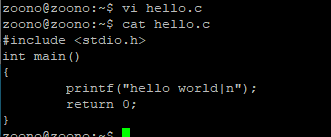 zoono@zoono:~$ vi hello.c
zoono@zoono:~$ cat hello.c
#include <stdio.h>
int main()
{
        printf("hello world|n");
        return 0;
}
zoono@zoono:~$